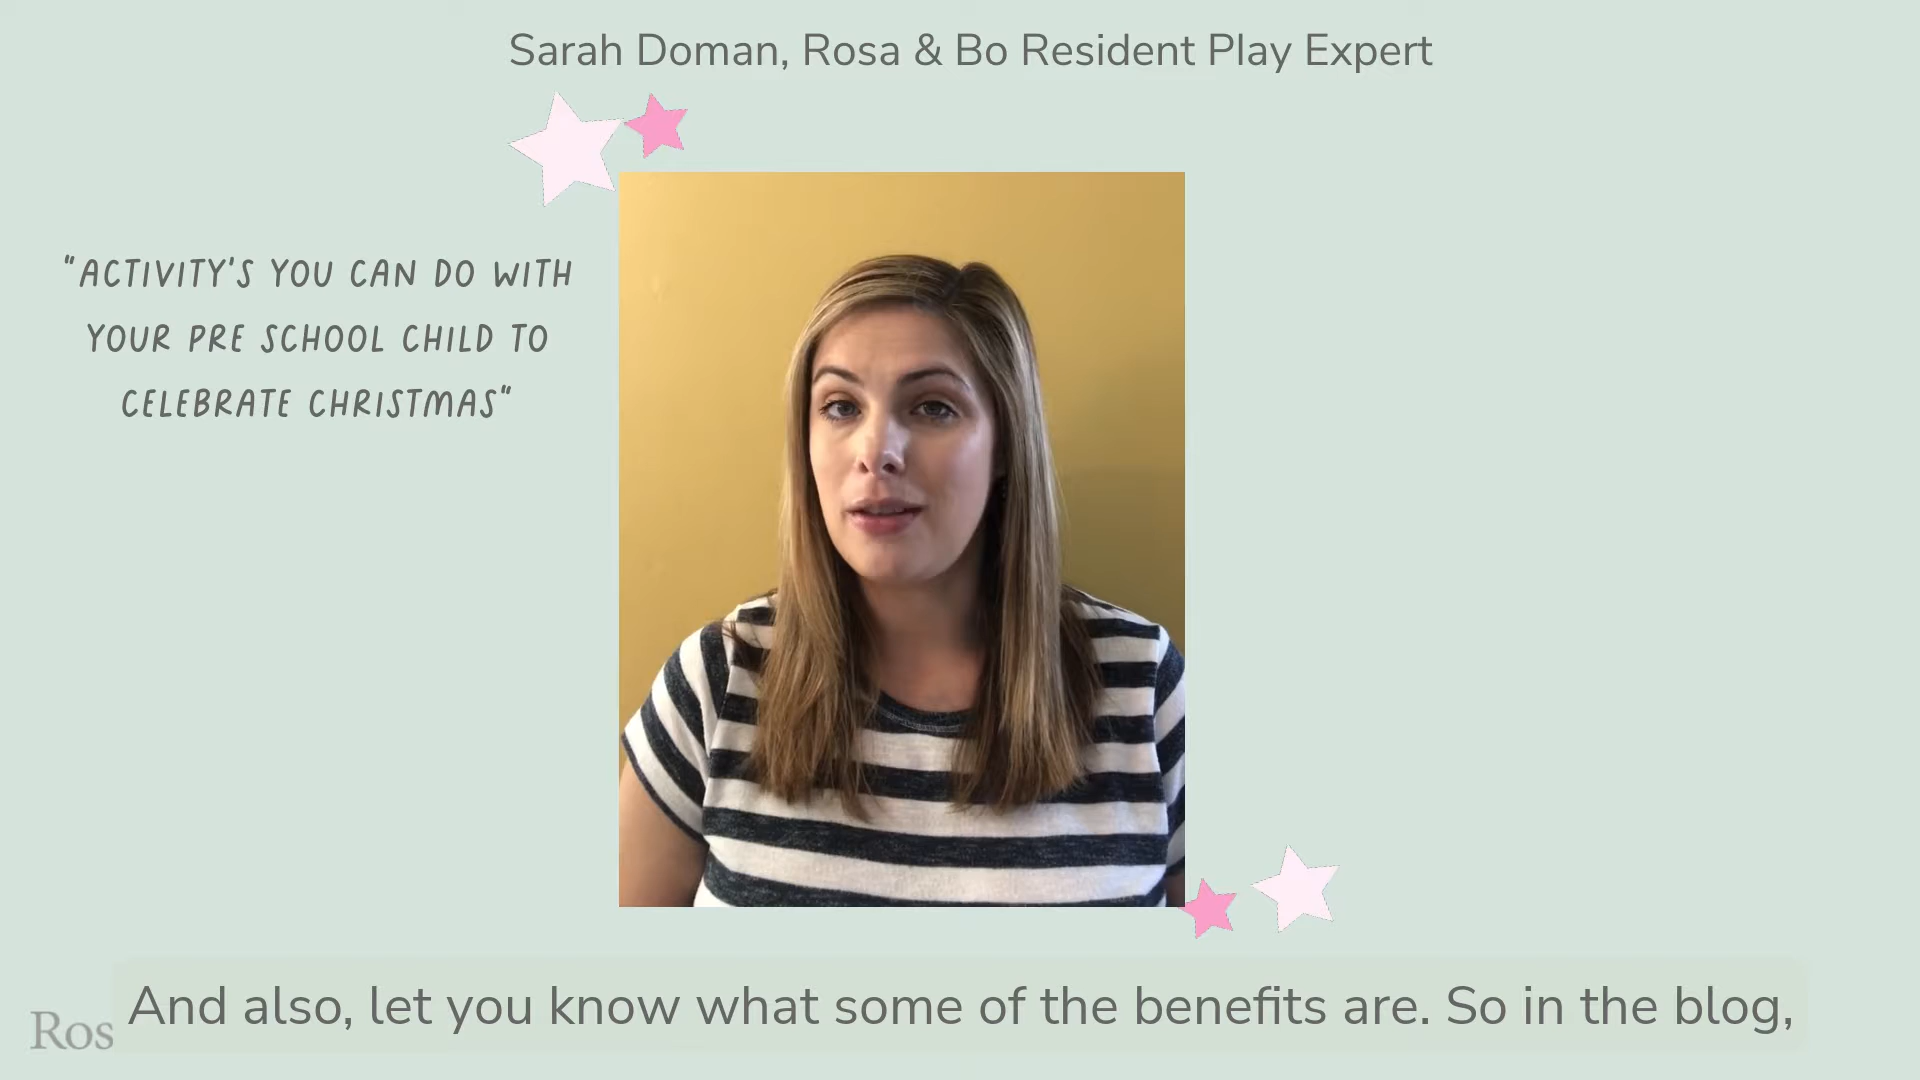 Sarah Doman, Rosa & Bo Resident Play Expert
"ACTIVITY'S YOU CAN DO WITH
YOUR PRE SCHOOL CHILD TO
CELEBRATE CHRISTMAS"
And also, let you know what some of the benefits are. So in the blog,
Ros